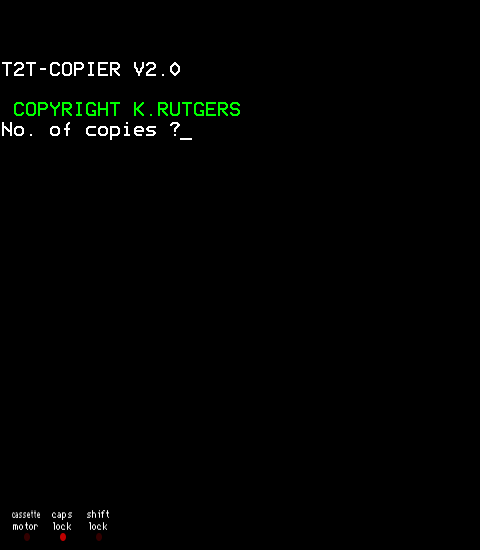 T2T-COPIER V2.0
COPYRIGHT K.RUTGERS
No. of copies ?_
cassette motor
caps lock
shift lock